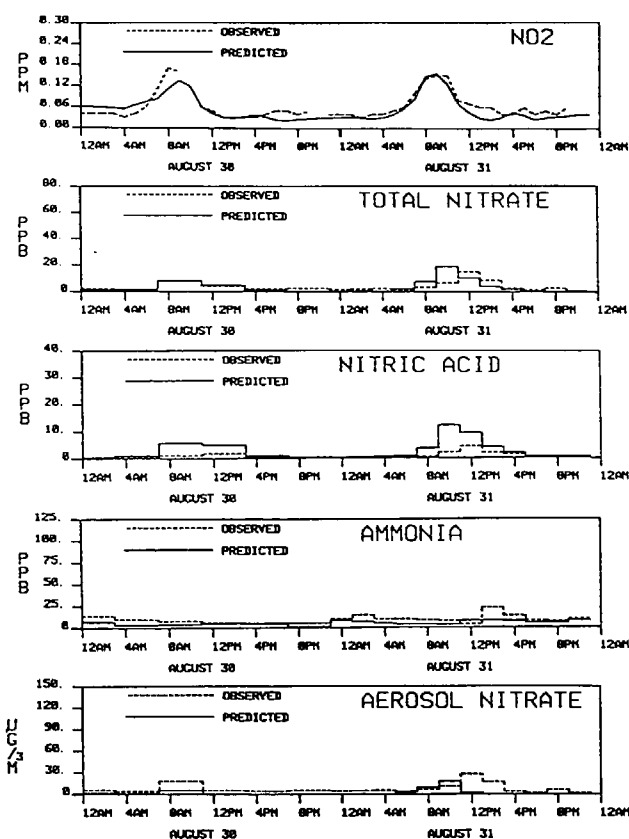 NO2
OBSERVED
PREDICTED
PPM
0.30
0.24
0.18
0.12
0.06
0.00
12AM 4AM 8AM 12PM 4PM 8PM 12AM 4AM 8AM 12PM 4PM 8PM 12AM
AUGUST 30 AUGUST 31
TOTAL NITRATE
OBSERVED
PREDICTED
PPB
80.
60.
40.
20.
0
12AM 4AM 8AM 12PM 4PM 8PM 12AM 4AM 8AM 12PM 4PM 8PM 12AM
AUGUST 30 AUGUST 31
NITRIC ACID
OBSERVED
PREDICTED
PPB
40.
30.
20.
10.
0
12AM 4AM 8AM 12PM 4PM 8PM 12AM 4AM 8AM 12PM 4PM 8PM 12AM
AUGUST 30 AUGUST 31
AMMONIA
OBSERVED
PREDICTED
PPB
125.
100.
75.
50.
25.
0
12AM 4AM 8AM 12PM 4PM 8PM 12AM 4AM 8AM 12PM 4PM 8PM 12AM
AUGUST 30 AUGUST 31
AEROSOL NITRATE
OBSERVED
PREDICTED
UG/M3
150.
120.
90.
60.
30.
0
12AM 4AM 8AM 12PM 4PM 8PM 12AM 4AM 8AM 12PM 4PM 8PM 12AM
AUGUST 30 AUGUST 31